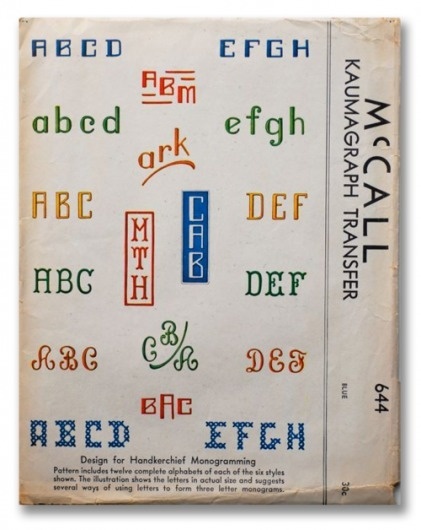 ABCD EFGH
ABM
abcd efgh
ark
ABC DEF
MTH
CAB
ABC DEF
CBA
ABC DEF
BAC
ABCD EFGH
Design for Handkerchief Monogramming
Pattern includes twelve complete alphabets of each of the six styles
shown. The illustration shows the letters in actual size and suggests
several ways of using letters to form three letter monograms.
McCALL
KAUMAGRAPH TRANSFER
644
BLUE
30c